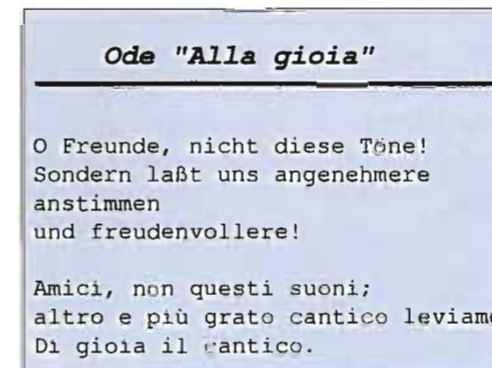 Ode "Alla gioia"
O Freunde, nicht diese Töne!
Sondern laßt uns angenehmere
anstimmen
und freudenvollere!
Amici, non questi suoni;
altro e più grato cantico leviamo
Di gioia il cantico.